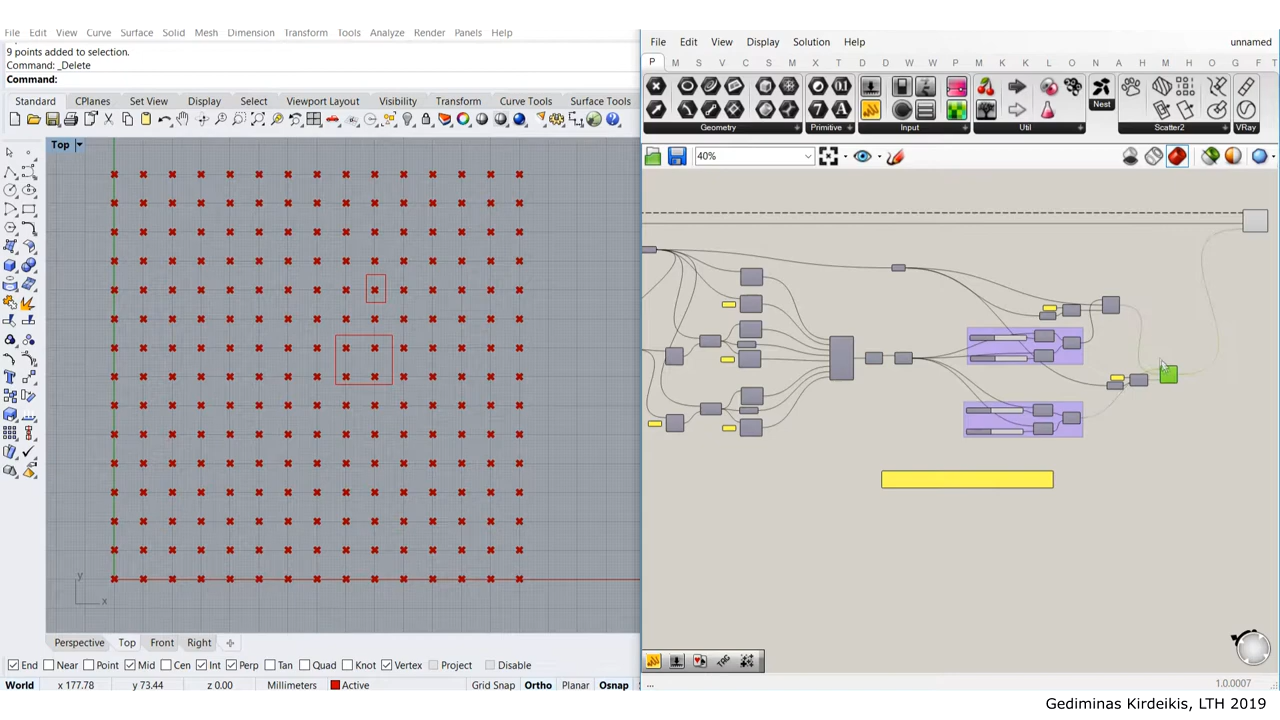 File Edit View Curve Surface Solid Mesh Dimension Transform Tools Analyze Render Panels Help
9 points added to selection.
Command: _Delete
Command:
Standard CPlanes Set View Display Select Viewport Layout Visibility Transform Curve Tools Surface Tools
Top
y
x
Perspective Top Front Right
End Near Point Mid Cen Int Perp Tan Quad Knot Vertex Project Disable
World x 177.78 y 73.44 z 0.00 Millimeters Active Grid Snap Ortho Planar Osnap
File Edit View Display Solution Help unnamed
P M S V C S M I T D D W W P L K H E N A H M R O F T
Geometry Primitive Input Util Nest Scatter2 VRay
40%
... 1.0.0007
Gediminas Kirdeikis, LTH 2019